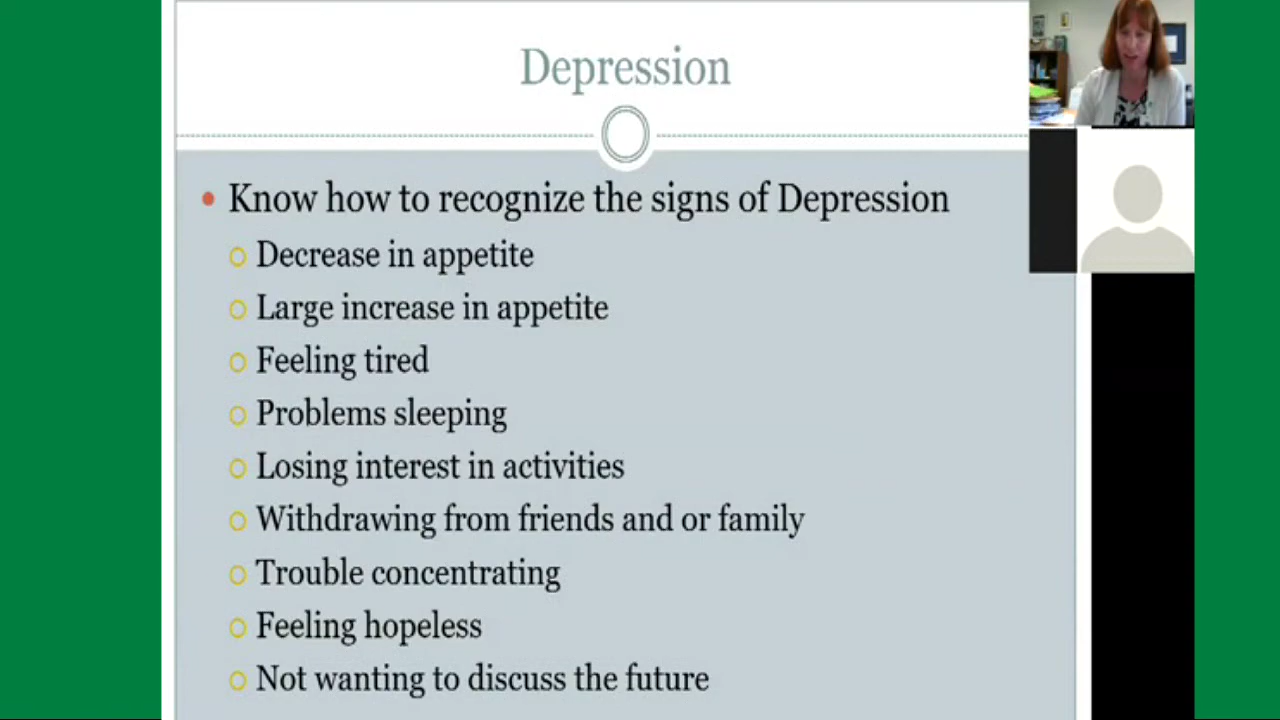 Depression
Know how to recognize the signs of Depression
Decrease in appetite
Large increase in appetite
Feeling tired
Problems sleeping
Losing interest in activities
Withdrawing from friends and or family
Trouble concentrating
Feeling hopeless
Not wanting to discuss the future